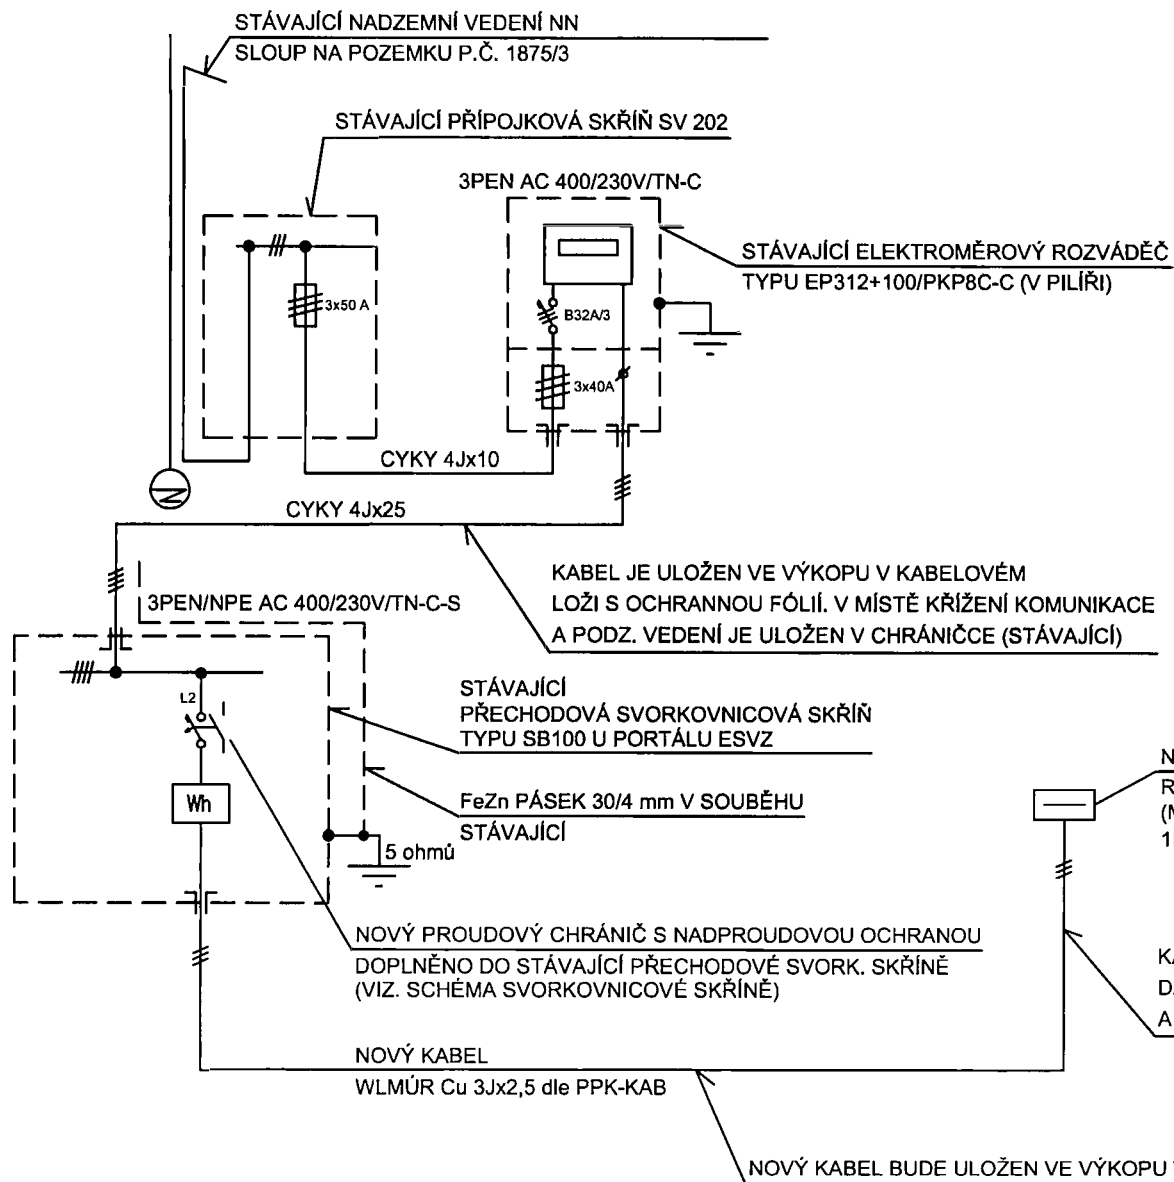 STÁVAJÍCÍ NADZEMNÍ VEDENÍ NN
SLOUP NA POZEMKU P.Č. 1875/3
STÁVAJÍCÍ PŘÍPOJKOVÁ SKŘÍŇ SV 202
3PEN AC 400/230V/TN-C
STÁVAJÍCÍ ELEKTROMĚROVÝ ROZVÁDĚČ
TYPU EP312+100/PKP8C-C (V PILÍŘI)
3x50 A
B32A/3
3x40A
CYKY 4Jx10
CYKY 4Jx25
KABEL JE ULOŽEN VE VÝKOPU V KABELOVÉM
LOŽI S OCHRANNOU FÓLIÍ. V MÍSTĚ KŘÍŽENÍ KOMUNIKACE
A PODZ. VEDENÍ JE ULOŽEN V CHRÁNIČCE (STÁVAJÍCÍ)
3PEN/NPE AC 400/230V/TN-C-S
STÁVAJÍCÍ
PŘECHODOVÁ SVORKOVNICOVÁ SKŘÍŇ
TYPU SB100 U PORTÁLU ESVZ
L2
Wh
FeZn PÁSEK 30/4 mm V SOUBĚHU
STÁVAJÍCÍ
5 ohmů
N
R
(M
1
NOVÝ PROUDOVÝ CHRÁNIČ S NADPROUDOVOU OCHRANOU
DOPLNĚNO DO STÁVAJÍCÍ PŘECHODOVÉ SVORK. SKŘÍNĚ
(VIZ. SCHÉMA SVORKOVNICOVÉ SKŘÍNĚ)
KA
D
A
NOVÝ KABEL
WLMÚR Cu 3Jx2,5 dle PPK-KAB
NOVÝ KABEL BUDE ULOŽEN VE VÝKOPU